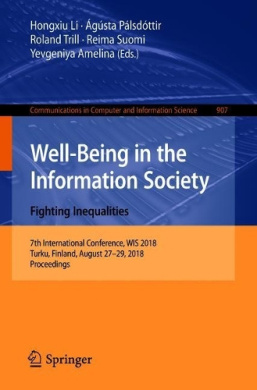 Hongxiu Li · Ágústa Pálsdóttir
Roland Trill · Reima Suomi
Yevgeniya Amelina (Eds.)
Communications in Computer and Information Science 907
Well-Being in the
Information Society
Fighting Inequalities
7th International Conference, WIS 2018
Turku, Finland, August 27–29, 2018
Proceedings
Springer